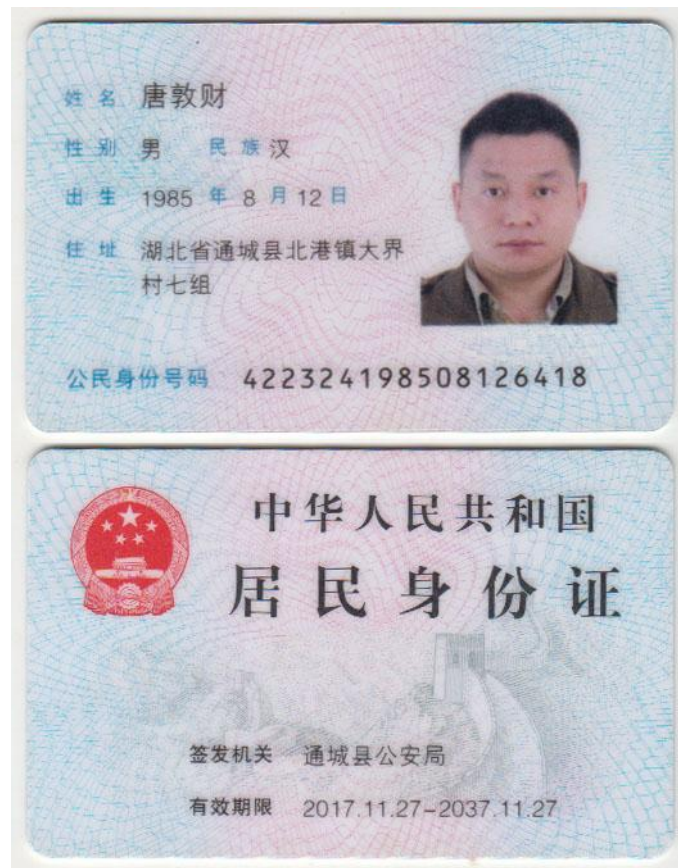 姓名 唐敦财
性别 男 民族 汉
出生 1985 年 8 月 12 日
住址 湖北省通城县北港镇大界
村七组
公民身份号码 422324198508126418
中华人民共和国
居民身份证
签发机关 通城县公安局
有效期限 2017.11.27-2037.11.27